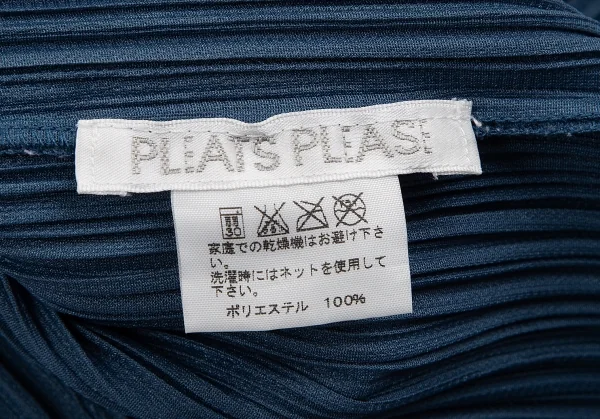 PLEATS PLEASE
30
家庭での乾燥機はお避け下さ
い。
洗濯時にはネットを使用して
下さい。
ポリエステル 100%